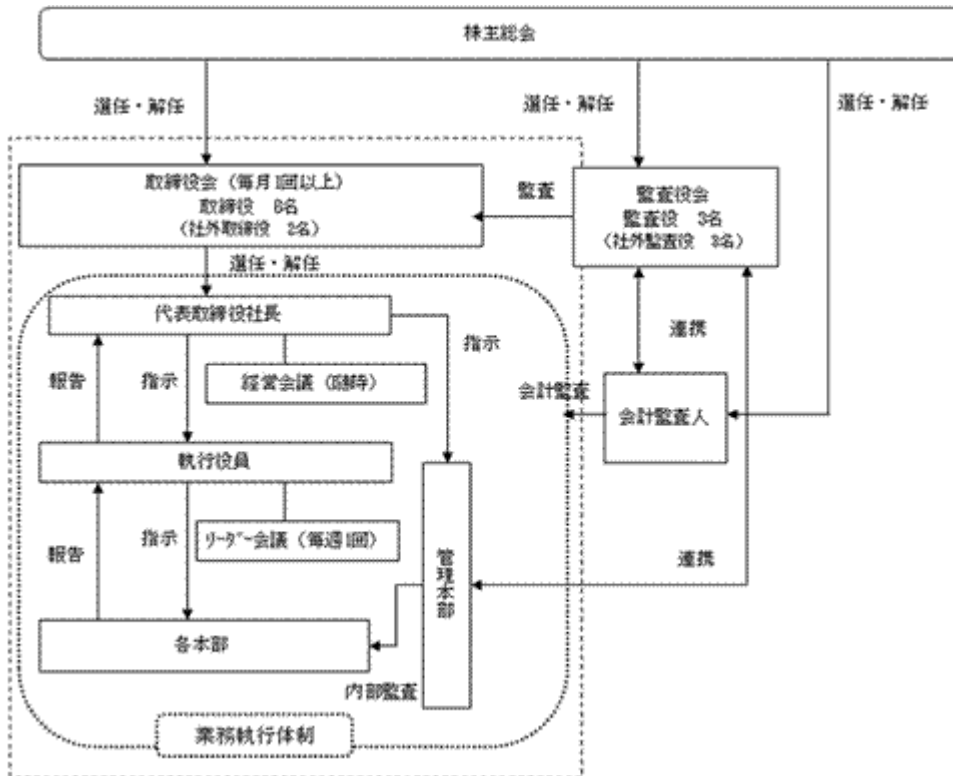 株主総会
選任・解任
選任・解任
選任・解任
取締役会（毎月1回以上）
取締役　6名
（社外取締役　2名）
監査
監査役会
監査役　3名
（社外監査役　3名）
選任・解任
代表取締役社長
指示
連携
報告
指示
経営会議（臨時）
会計監査
会計監査人
執行役員
報告
指示
リーダー会議（毎週1回）
管理本部
連携
各本部
内部監査
業務執行体制